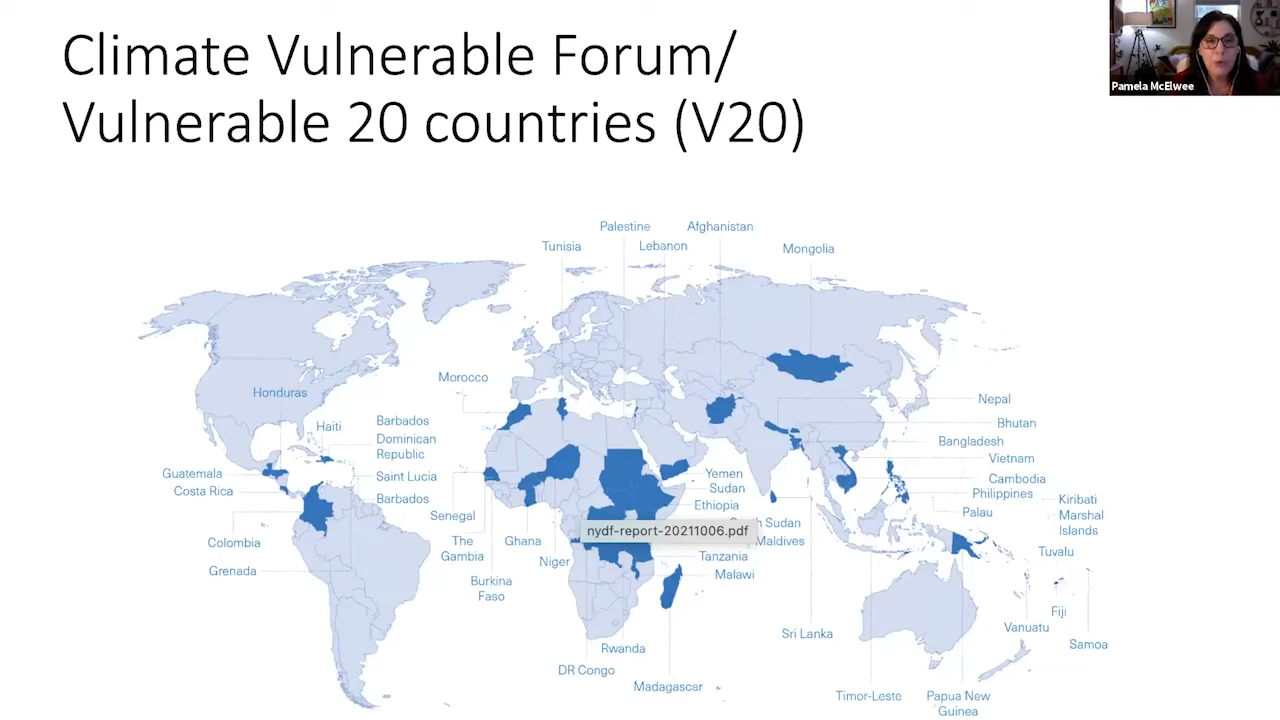 Climate Vulnerable Forum/
Vulnerable 20 countries (V20)
Pamela McElwee
Palestine
Afghanistan
Tunisia
Lebanon
Mongolia
Morocco
Honduras
Haiti
Barbados
Dominican
Republic
Guatemala
Saint Lucia
Costa Rica
Barbados
Colombia
Grenada
Senegal
The
Gambia
Ghana
Niger
Burkina
Faso
Nepal
Bhutan
Bangladesh
Vietnam
Cambodia
Philippines
Palau
Kiribati
Marshal
Islands
Tuvalu
Yemen
Sudan
Ethiopia
Sudan
Maldives
nydf-report-20211006.pdf
Tanzania
Malawi
Fiji
Vanuatu
Samoa
Sri Lanka
Rwanda
DR Congo
Madagascar
Timor-Leste
Papua New
Guinea